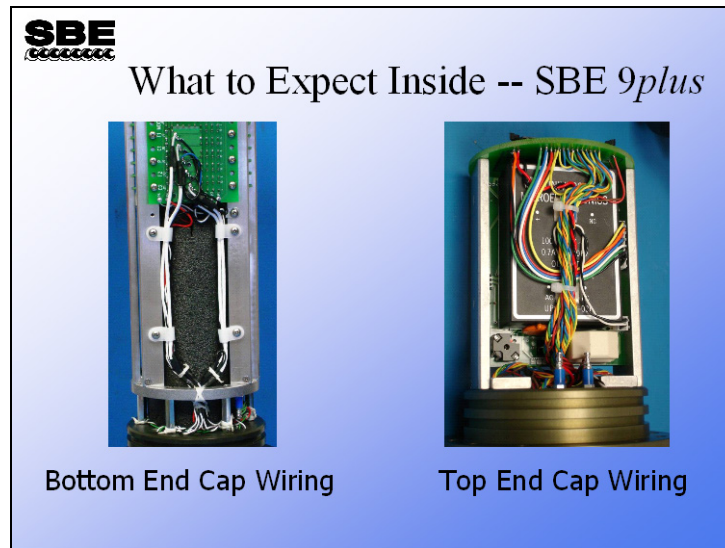 SBE
What to Expect Inside -- SBE 9plus
Bottom End Cap Wiring
Top End Cap Wiring